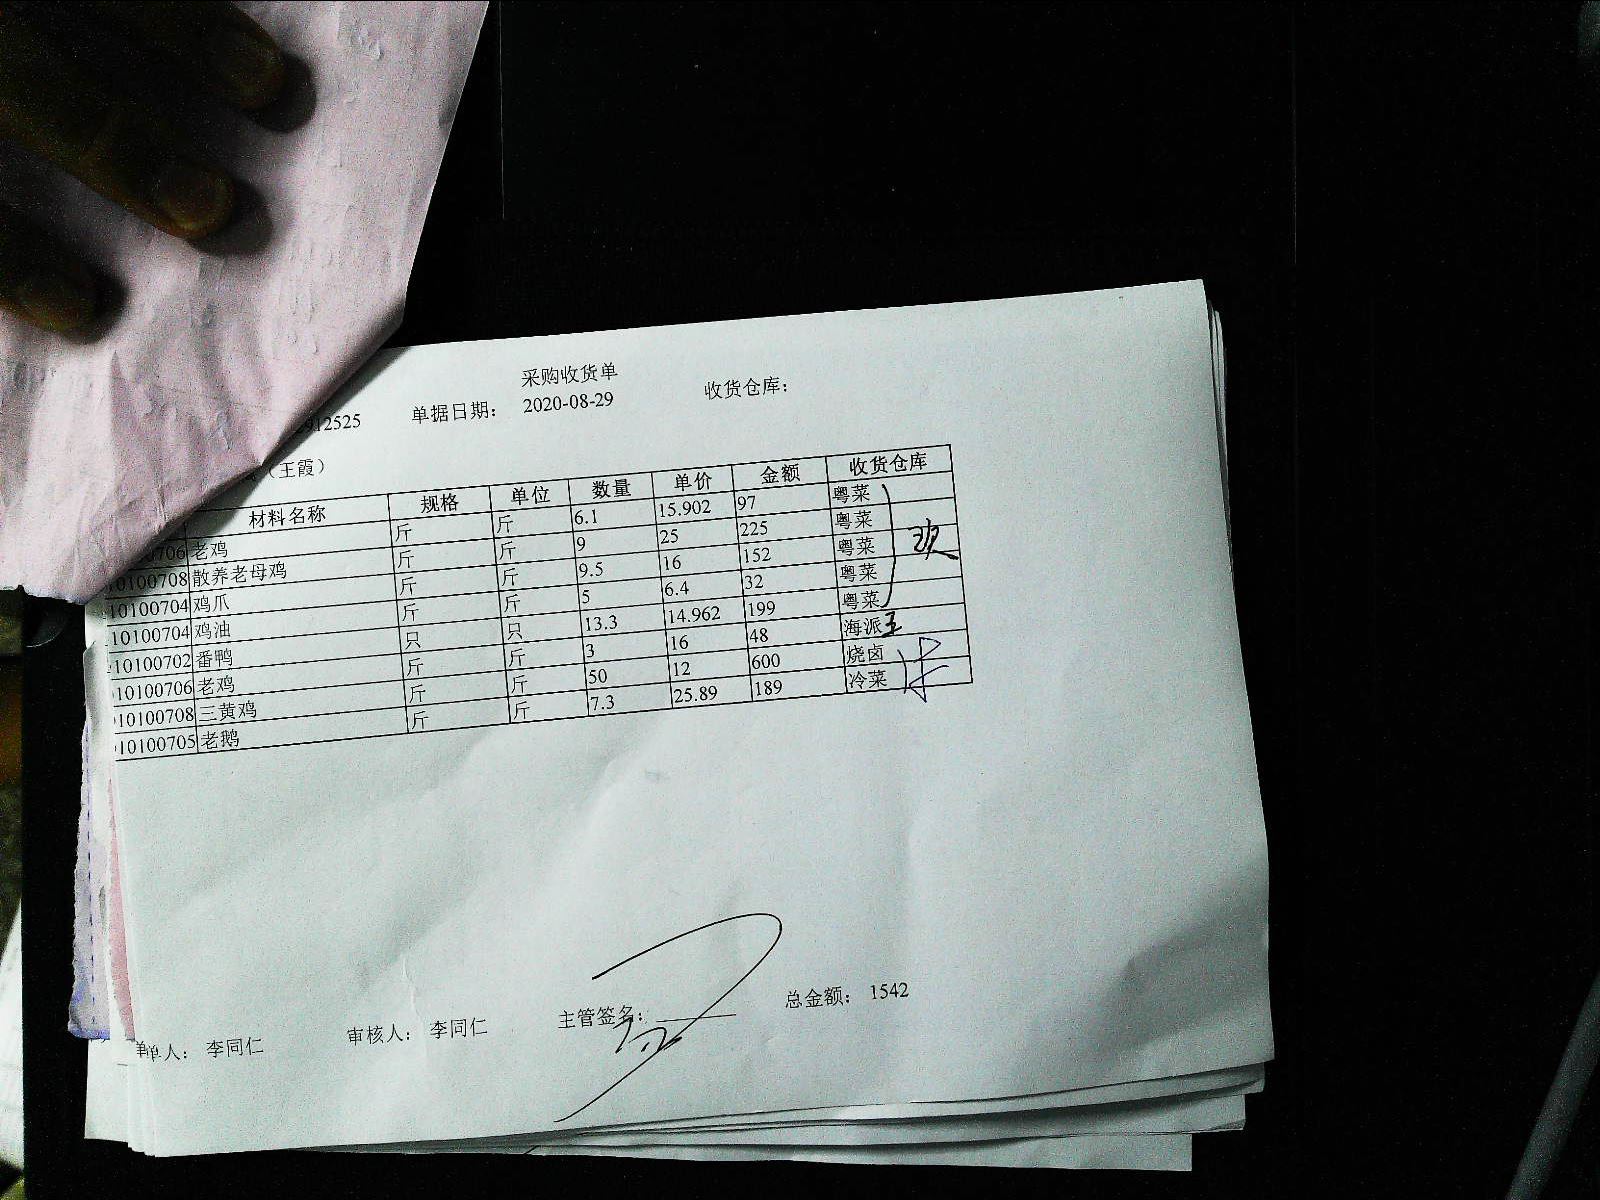 采购收货单
912525 单据日期： 2020-08-29 收货仓库：
（王霞）
材料名称 规格 单位 数量 单价 金额 收货仓库
0706 老鸡 斤 斤 6.1 15.902 97 粤菜
10100708 散养老母鸡 斤 斤 9 25 225 粤菜
10100704 鸡爪 斤 斤 9.5 16 152 粤菜
10100704 鸡油 斤 斤 5 6.4 32 粤菜
10100702 番鸭 只 只 13.3 14.962 199 粤菜
10100706 老鸡 斤 斤 3 16 48 海派 王
10100708 三黄鸡 斤 斤 50 12 600 烧卤
10100705 老鹅 斤 斤 7.3 25.89 189 冷菜
单人： 李同仁 审核人： 李同仁 主管签名： 总金额： 1542